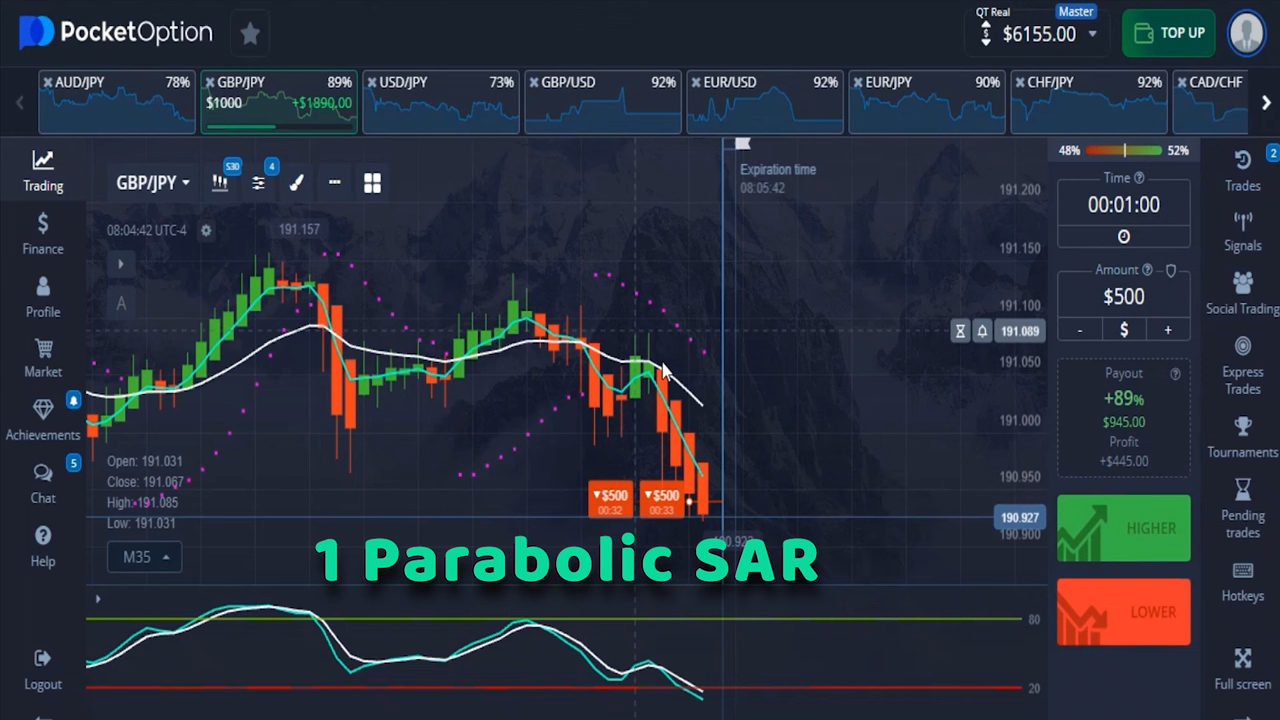 PocketOption
QT Real
Master
$6155.00
TOP UP
AUD/JPY 78%
GBP/JPY 89%
$1000 +$1890.00
USD/JPY 73%
GBP/USD 92%
EUR/USD 92%
EUR/JPY 90%
CHF/JPY 92%
CAD/CHF
Trading
Finance
Profile
Market
Achievements
5
Chat
Help
Logout
GBP/JPY
S30
4
08:04:42 UTC-4
191.157
A
Open: 191.031
Close: 191.067
High: 191.085
Low: 191.031
M35
Expiration time
08:05:42
$500
00:32
$500
00:33
1 Parabolic SAR
191.200
191.150
191.100
191.089
191.050
191.000
190.950
190.927
190.900
80
20
48% 52%
Time
00:01:00
Amount
$500
- $ +
Payout
+89%
$945.00
Profit
+$445.00
HIGHER
LOWER
2
Trades
Signals
Social Trading
Express
Trades
Tournaments
Pending
trades
Hotkeys
Full screen